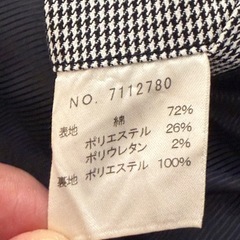 NO. 7112780
表地 綿 72%
ポリエステル 26%
ポリウレタン 2%
裏地 ポリエステル 100%